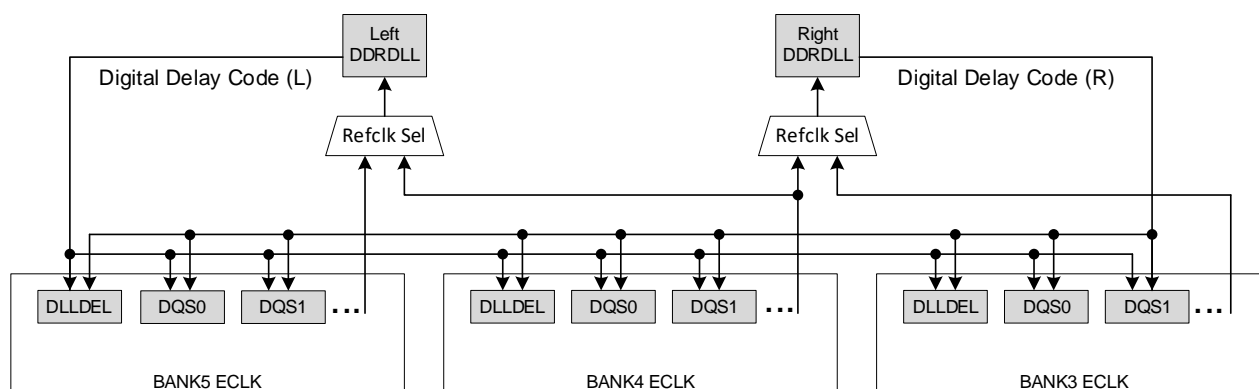 Left
DDRDLL
Right
DDRDLL
Digital Delay Code (L)
Digital Delay Code (R)
Refclk Sel
Refclk Sel
DLLDEL
DQS0
DQS1
...
DLLDEL
DQS0
DQS1
...
DLLDEL
DQS0
DQS1
...
BANK5 ECLK
BANK4 ECLK
BANK3 ECLK